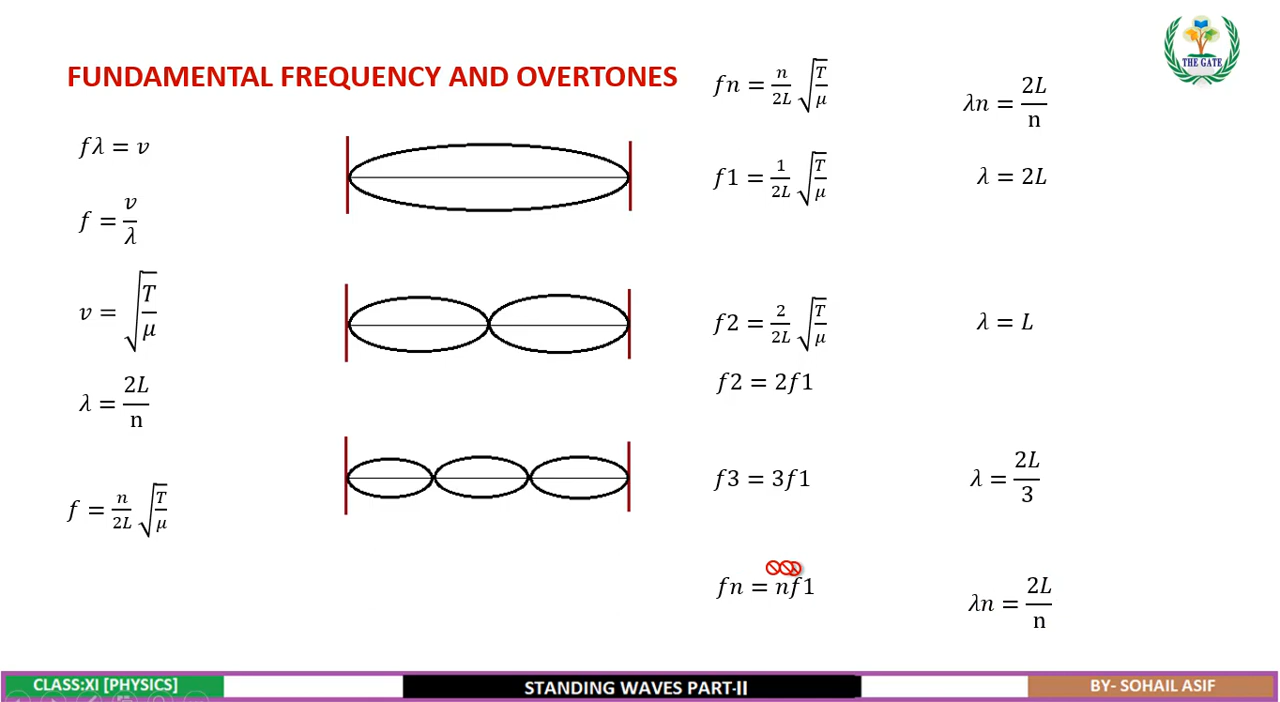 FUNDAMENTAL FREQUENCY AND OVERTONES
THE GATE
fλ = v
f = v/λ
v = √(T/μ)
λ = 2L/n
f = n/2L √(T/μ)
fn = n/2L √(T/μ)
λn = 2L/n
f1 = 1/2L √(T/μ)
λ = 2L
f2 = 2/2L √(T/μ)
λ = L
f2 = 2f1
f3 = 3f1
λ = 2L/3
fn = nf1
λn = 2L/n
CLASS:XI [PHYSICS]
STANDING WAVES PART-II
BY- SOHAIL ASIF